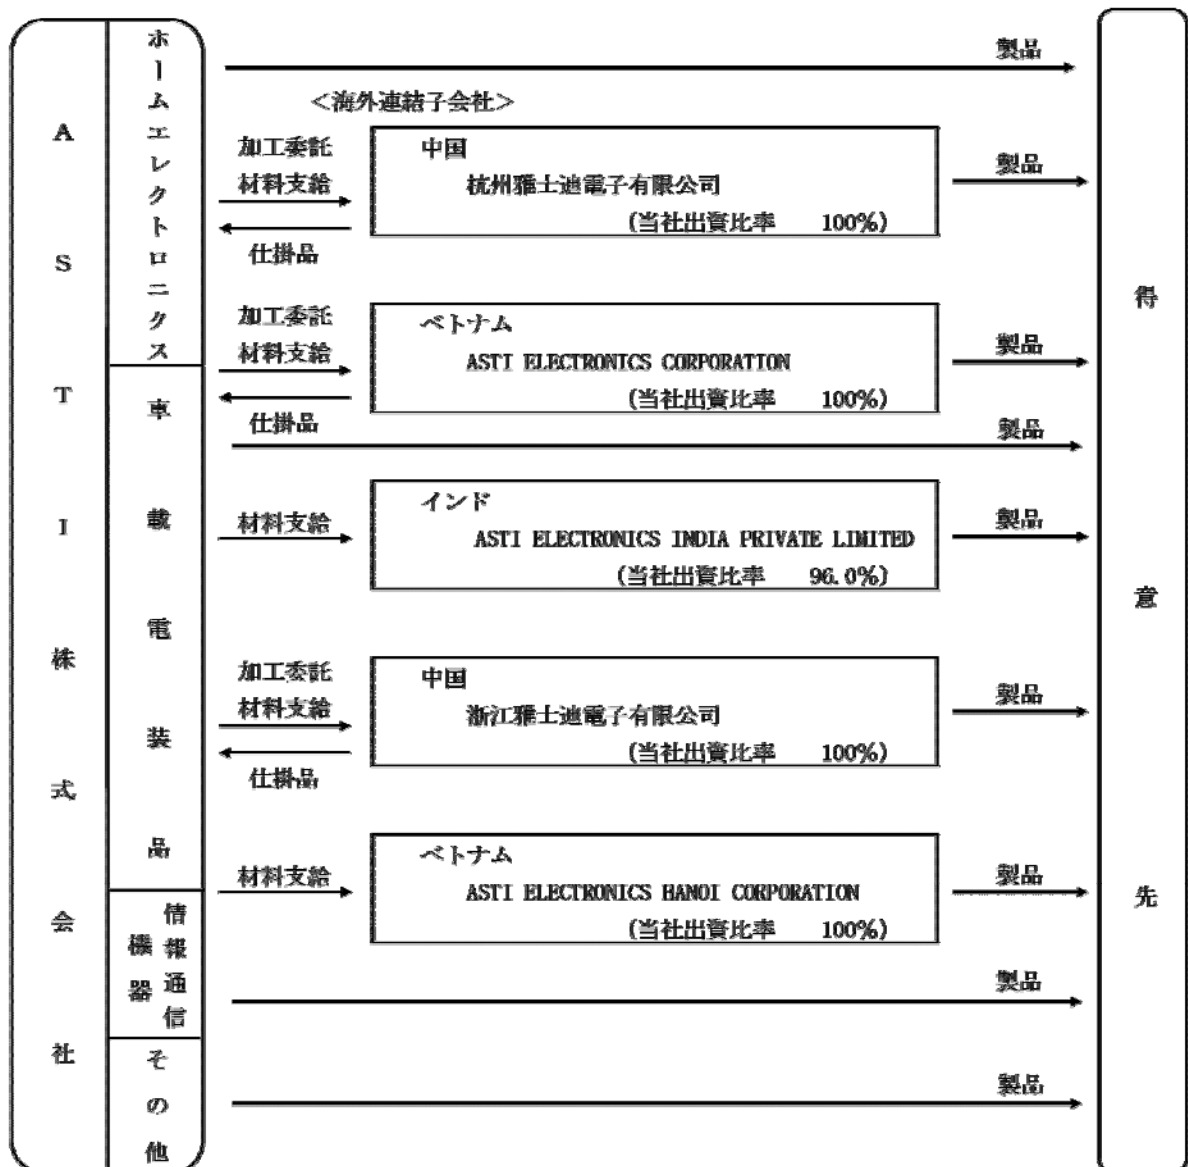 ASTI株式会社
ホームエレクトロニクス
車載電装品
情報通信
機器
その他
製品
<海外連結子会社>
加工委託
材料支給
仕掛品
中国
杭州雅士迪電子有限公司
(当社出資比率 100%)
製品
加工委託
材料支給
仕掛品
ベトナム
ASTI ELECTRONICS CORPORATION
(当社出資比率 100%)
製品
製品
材料支給
インド
ASTI ELECTRONICS INDIA PRIVATE LIMITED
(当社出資比率 96.0%)
製品
加工委託
材料支給
仕掛品
中国
浙江雅士迪電子有限公司
(当社出資比率 100%)
製品
材料支給
ベトナム
ASTI ELECTRONICS HANOI CORPORATION
(当社出資比率 100%)
製品
製品
製品
得意先